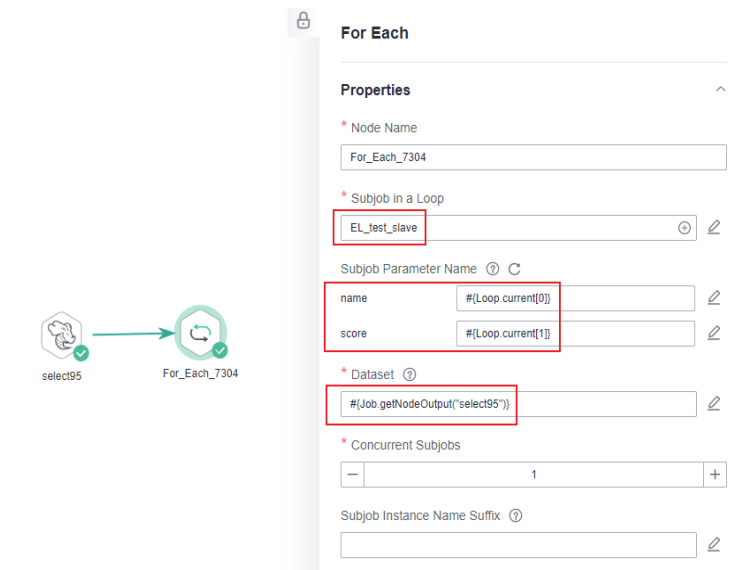 For Each
Properties
* Node Name
For_Each_7304
* Subjob in a Loop
EL_test_slave
Subjob Parameter Name
name #{Loop.current[0]}
score #{Loop.current[1]}
* Dataset
#{Job.getNodeOutput("select95")}
* Concurrent Subjobs
1
Subjob Instance Name Suffix
select95
For_Each_7304